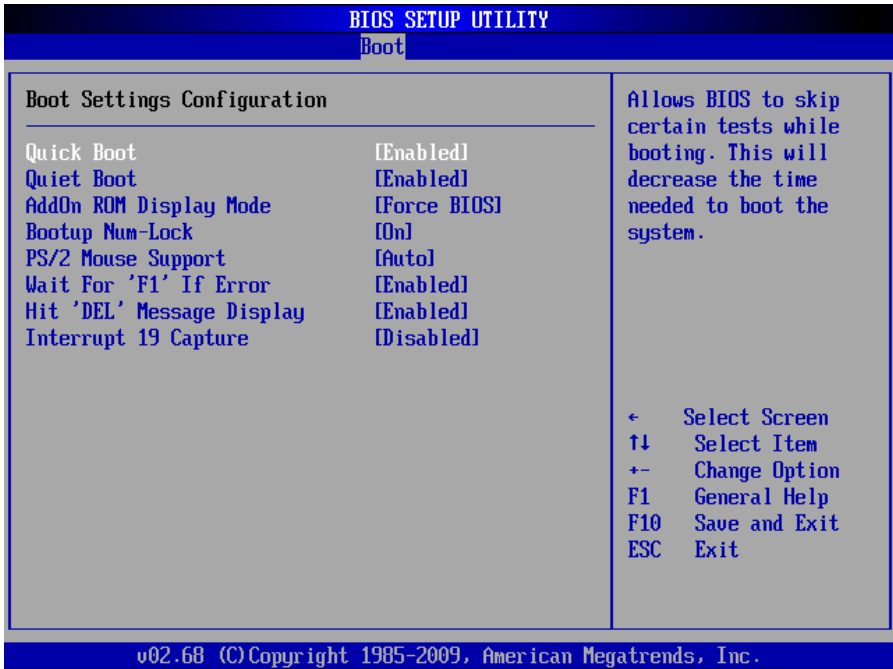 BIOS SETUP UTILITY
Boot
Boot Settings Configuration
Quick Boot [Enabled]
Quiet Boot [Enabled]
AddOn ROM Display Mode [Force BIOS]
Bootup Num-Lock [On]
PS/2 Mouse Support [Auto]
Wait For 'F1' If Error [Enabled]
Hit 'DEL' Message Display [Enabled]
Interrupt 19 Capture [Disabled]
Allows BIOS to skip
certain tests while
booting. This will
decrease the time
needed to boot the
system.
← Select Screen
↑↓ Select Item
+- Change Option
F1 General Help
F10 Save and Exit
ESC Exit
v02.68 (C)Copyright 1985-2009, American Megatrends, Inc.